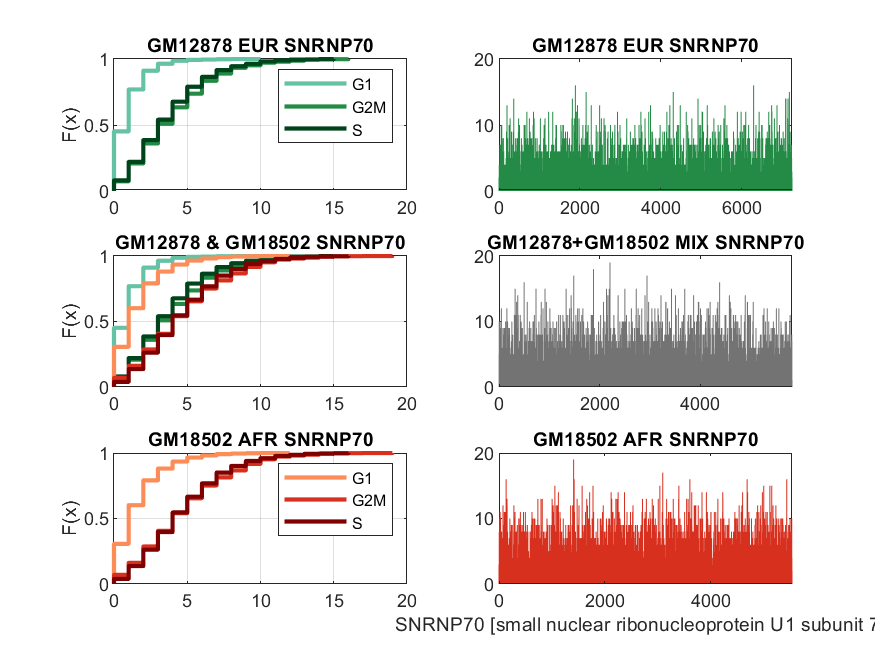 GM12878 EUR SNRNP70
F(x)
1
0.5
0
0 5 10 15 20
G1
G2M
S
GM12878 EUR SNRNP70
20
10
0
0 2000 4000 6000
GM12878 & GM18502 SNRNP70
F(x)
1
0.5
0
0 5 10 15 20
GM12878+GM18502 MIX SNRNP70
20
10
0
0 2000 4000
GM18502 AFR SNRNP70
F(x)
1
0.5
0
0 5 10 15 20
G1
G2M
S
GM18502 AFR SNRNP70
20
10
0
0 2000 4000
SNRNP70 [small nuclear ribonucleoprotein U1 subunit 7